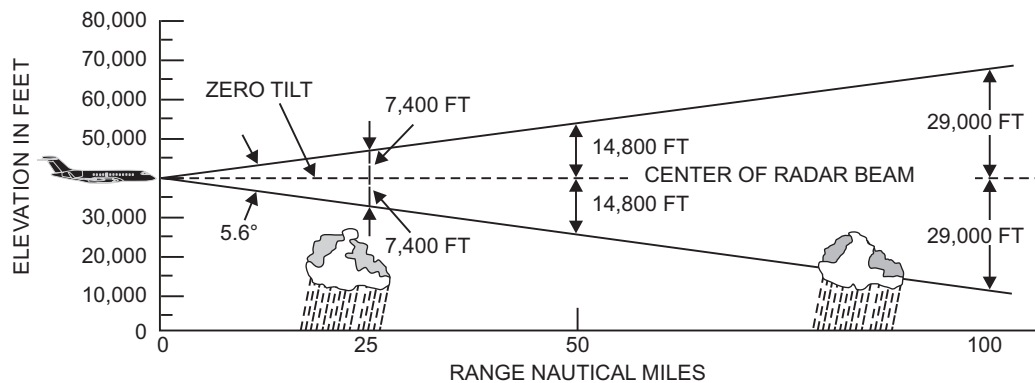 80,000
70,000
60,000
50,000
40,000
30,000
20,000
10,000
0
ELEVATION IN FEET
ZERO TILT
7,400 FT
5.6°
7,400 FT
14,800 FT
14,800 FT
CENTER OF RADAR BEAM
29,000 FT
29,000 FT
0
25
50
100
RANGE NAUTICAL MILES